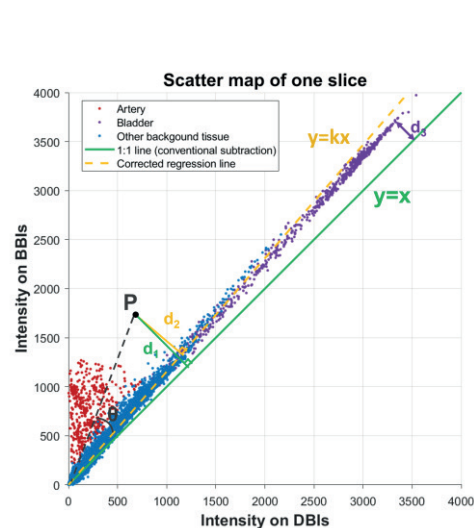 Scatter map of one slice
Artery
Bladder
Other backgound tissue
1:1 line (conventional subtraction)
Corrected regression line
y=kx
d3
y=x
P
d2
d1
θ
4000
3500
3000
2500
2000
1500
1000
500
0
0 500 1000 1500 2000 2500 3000 3500 4000
Intensity on BBIs
Intensity on DBIs